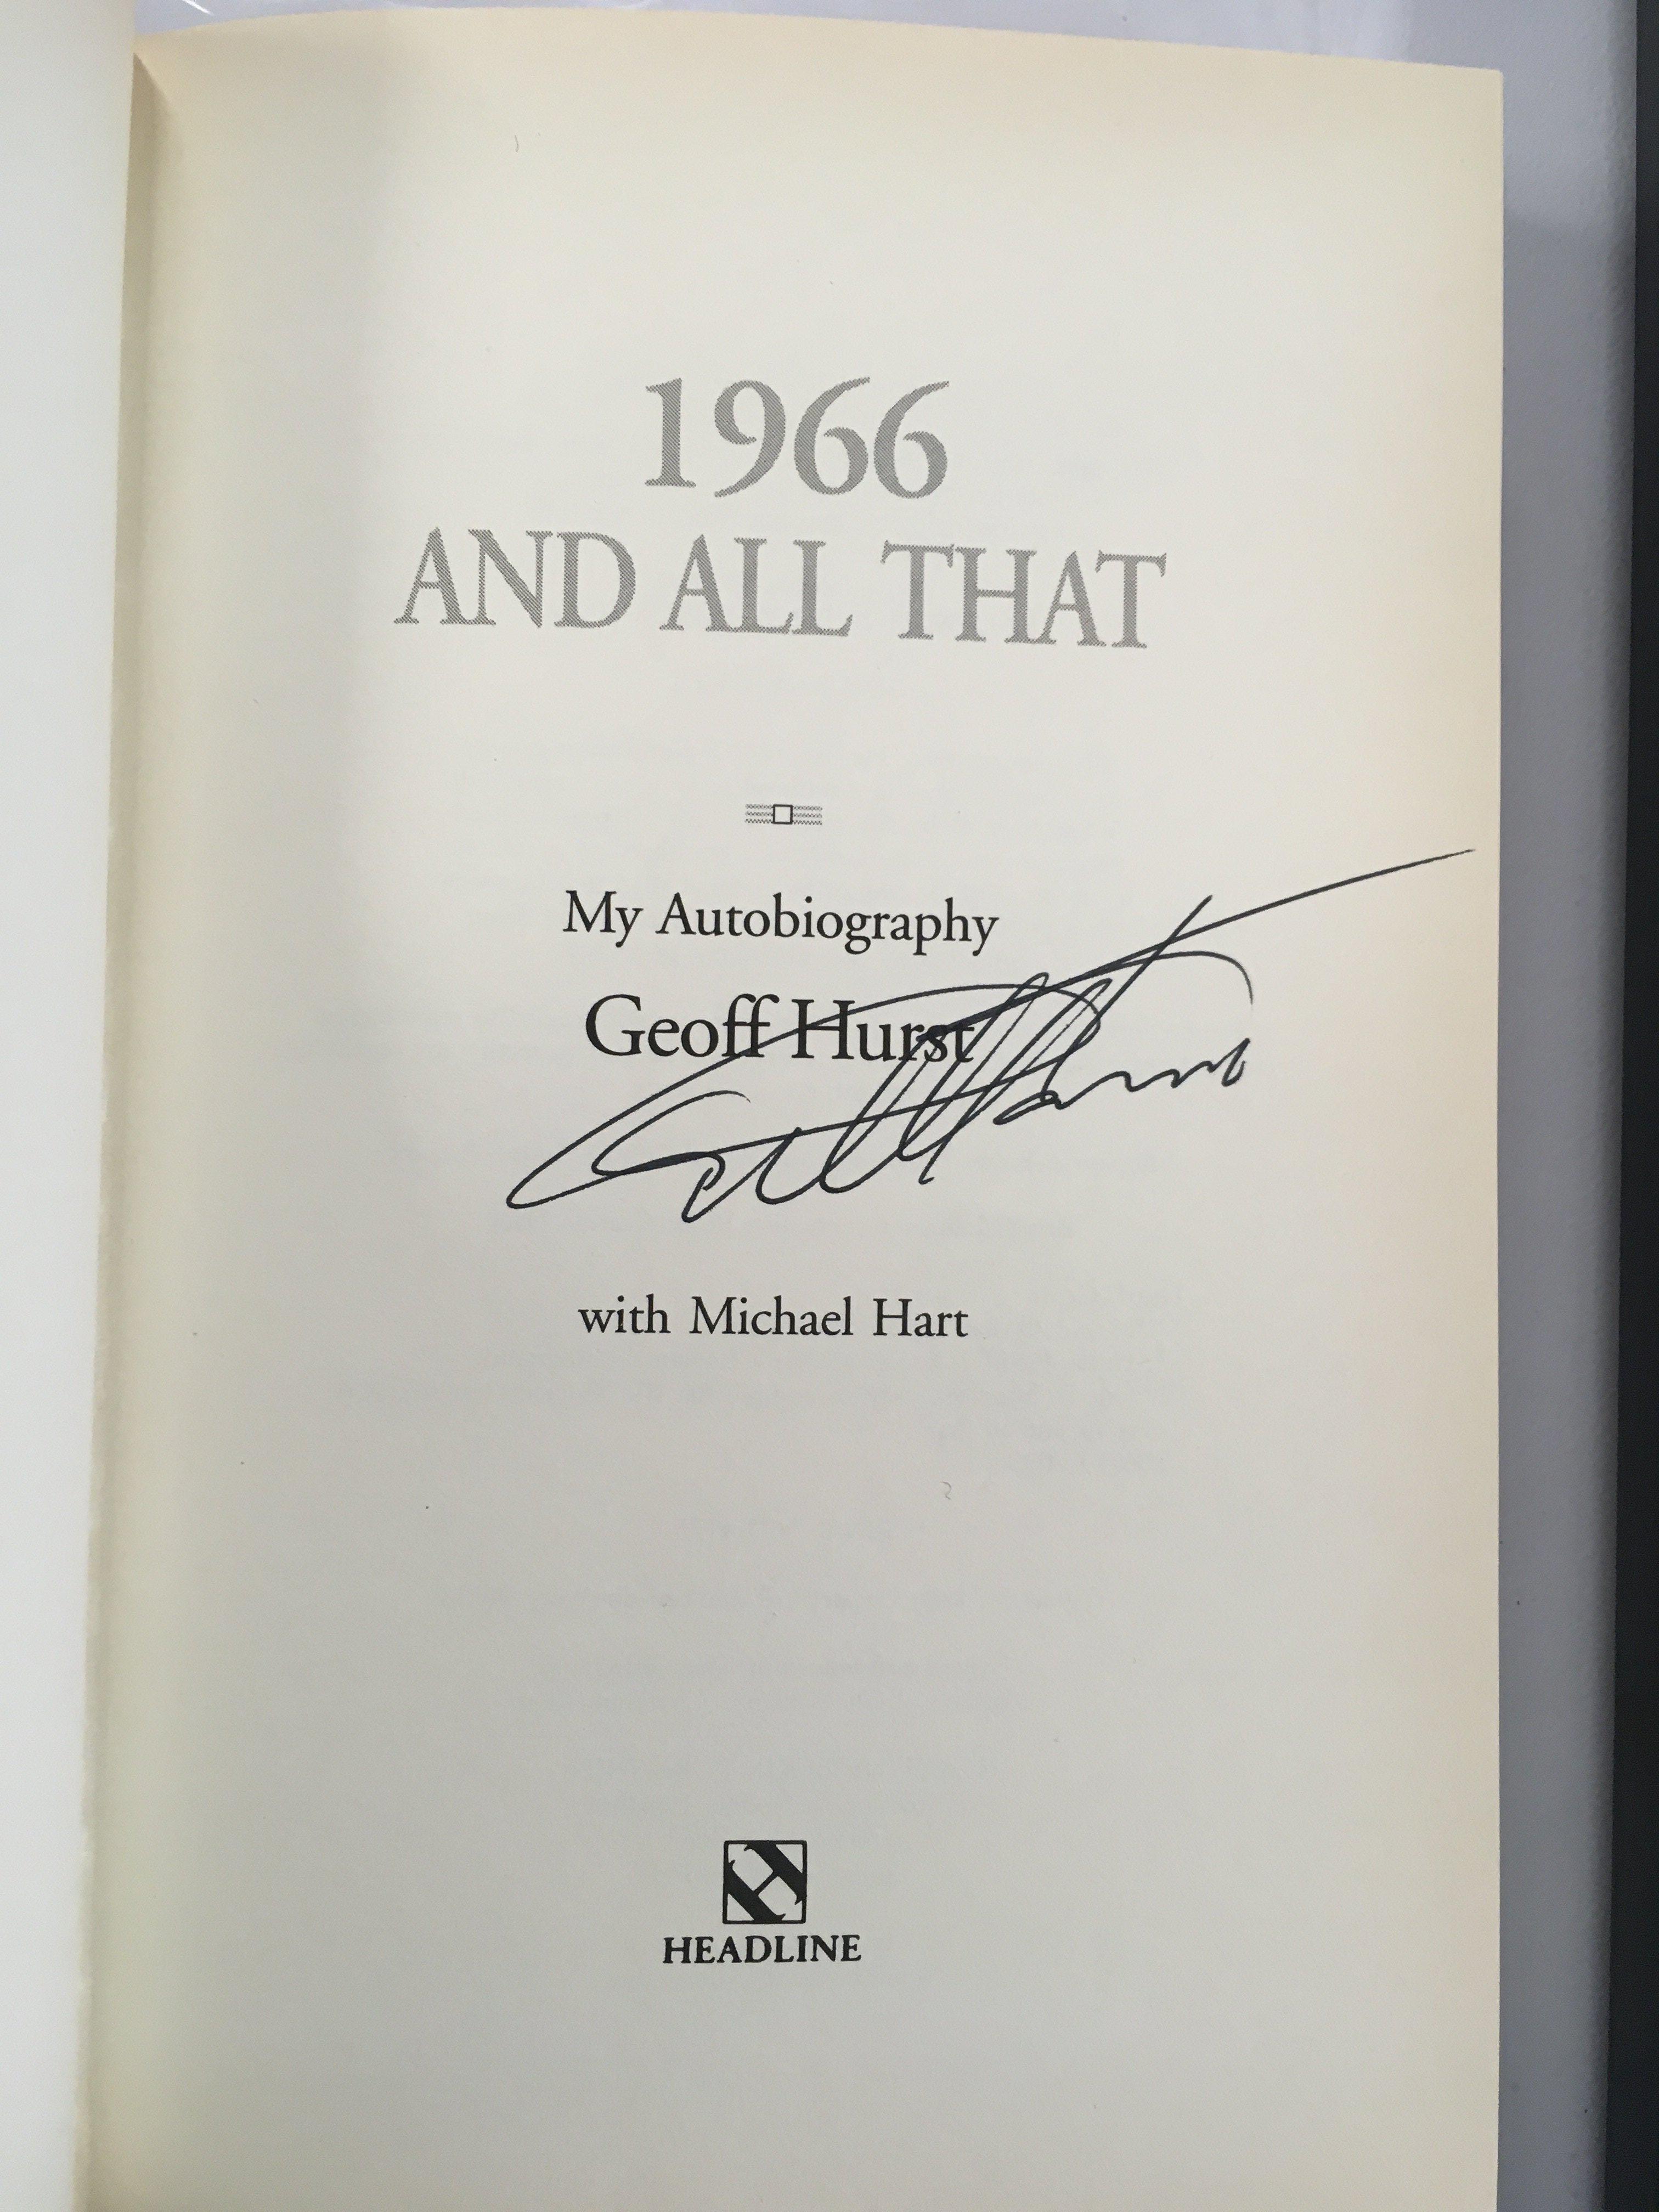 1966
AND ALL THAT
My Autobiography
Geoff Hurst
with Michael Hart
HEADLINE